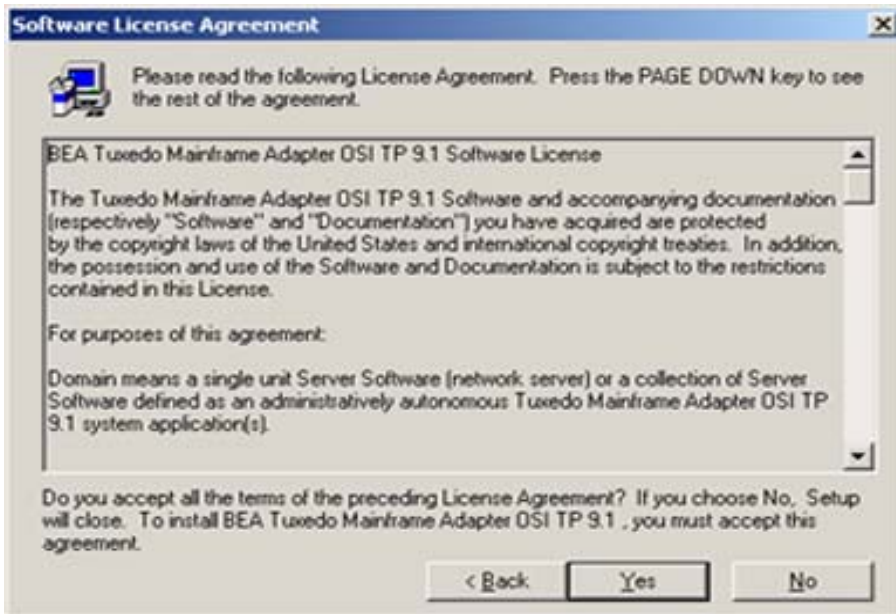 Software License Agreement
Please read the following License Agreement. Press the PAGE DOWN key to see
the rest of the agreement.
BEA Tuxedo Mainframe Adapter OSI TP 9.1 Software License
The Tuxedo Mainframe Adapter OSI TP 9.1 Software and accompanying documentation
(respectively "Software" and "Documentation") you have acquired are protected
by the copyright laws of the United States and international copyright treaties. In addition,
the possession and use of the Software and Documentation is subject to the restrictions
contained in this License.
For purposes of this agreement:
Domain means a single unit Server Software (network server) or a collection of Server
Software defined as an administratively autonomous Tuxedo Mainframe Adapter OSI TP
9.1 system application(s).
Do you accept all the terms of the preceding License Agreement? If you choose No, Setup
will close. To install BEA Tuxedo Mainframe Adapter OSI TP 9.1 , you must accept this
agreement.
< Back Yes No